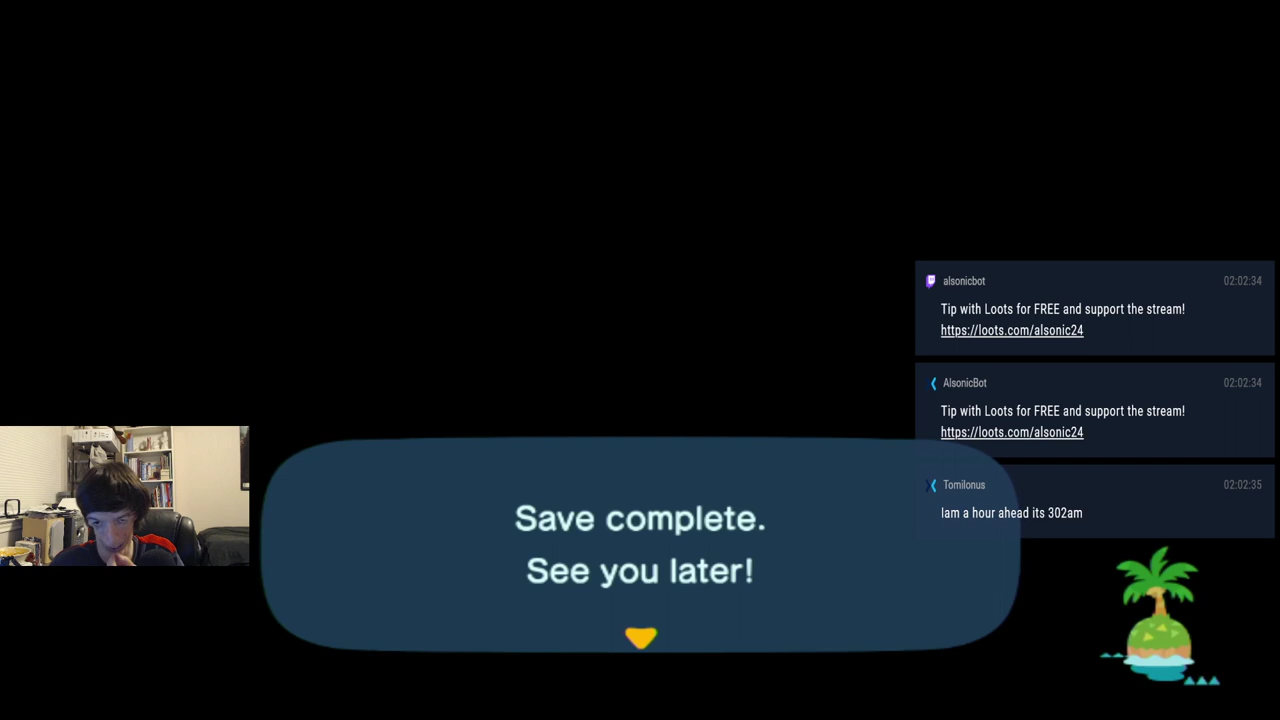 alsonicbot 02:02:34
Tip with Loots for FREE and support the stream!
https://loots.com/alsonic24
AlsonicBot 02:02:34
Tip with Loots for FREE and support the stream!
https://loots.com/alsonic24
Tomilonus 02:02:35
Iam a hour ahead its 302am
Save complete.
See you later!